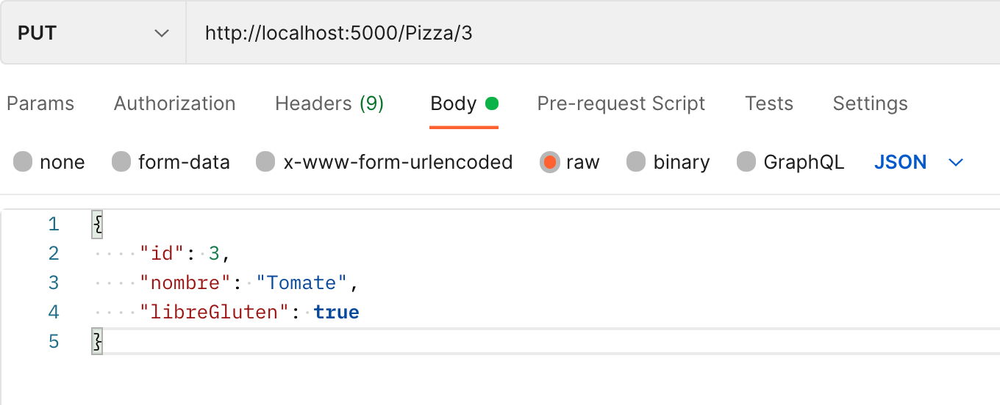 PUT http://localhost:5000/Pizza/3
Params Authorization Headers (9) Body Pre-request Script Tests Settings
none form-data x-www-form-urlencoded raw binary GraphQL JSON
1 {
2     "id": 3,
3     "nombre": "Tomate",
4     "libreGluten": true
5 }